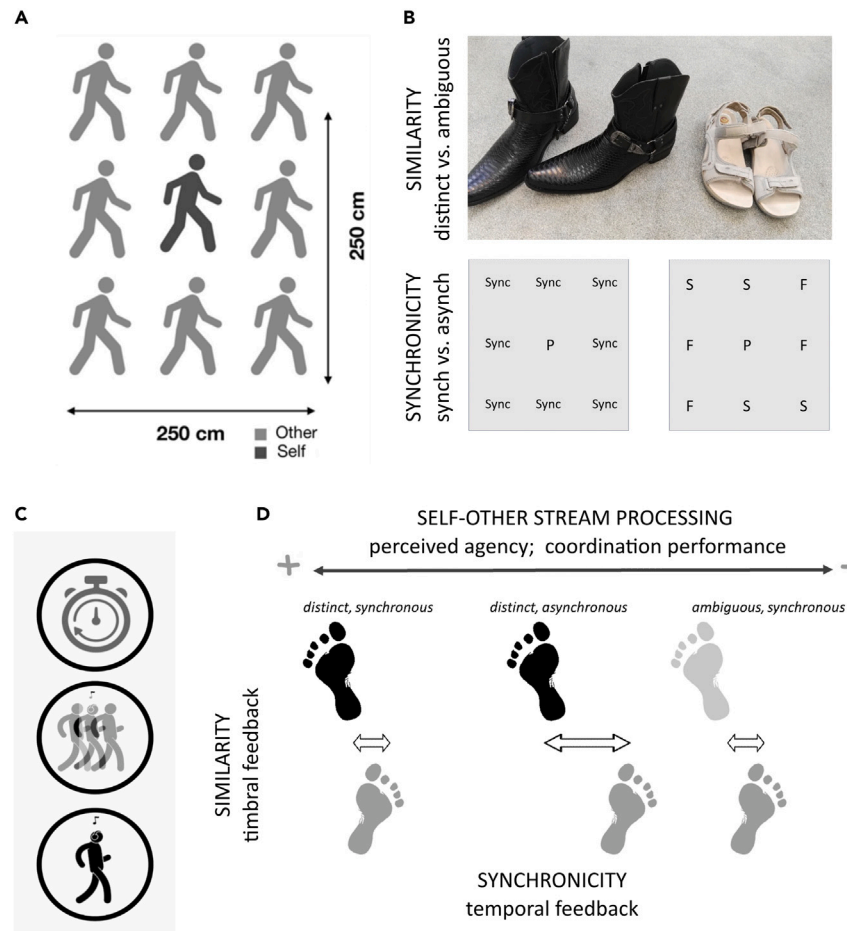 A
250 cm
250 cm
Other
Self
B
SIMILARITY
distinct vs. ambiguous
SYNCHRONICITY
synch vs. asynch
Sync Sync Sync
Sync P Sync
Sync Sync Sync
S S F
F P F
F S S
C
D
SELF-OTHER STREAM PROCESSING
perceived agency; coordination performance
+ -
distinct, synchronous
distinct, asynchronous
ambiguous, synchronous
SIMILARITY
timbral feedback
SYNCHRONICITY
temporal feedback